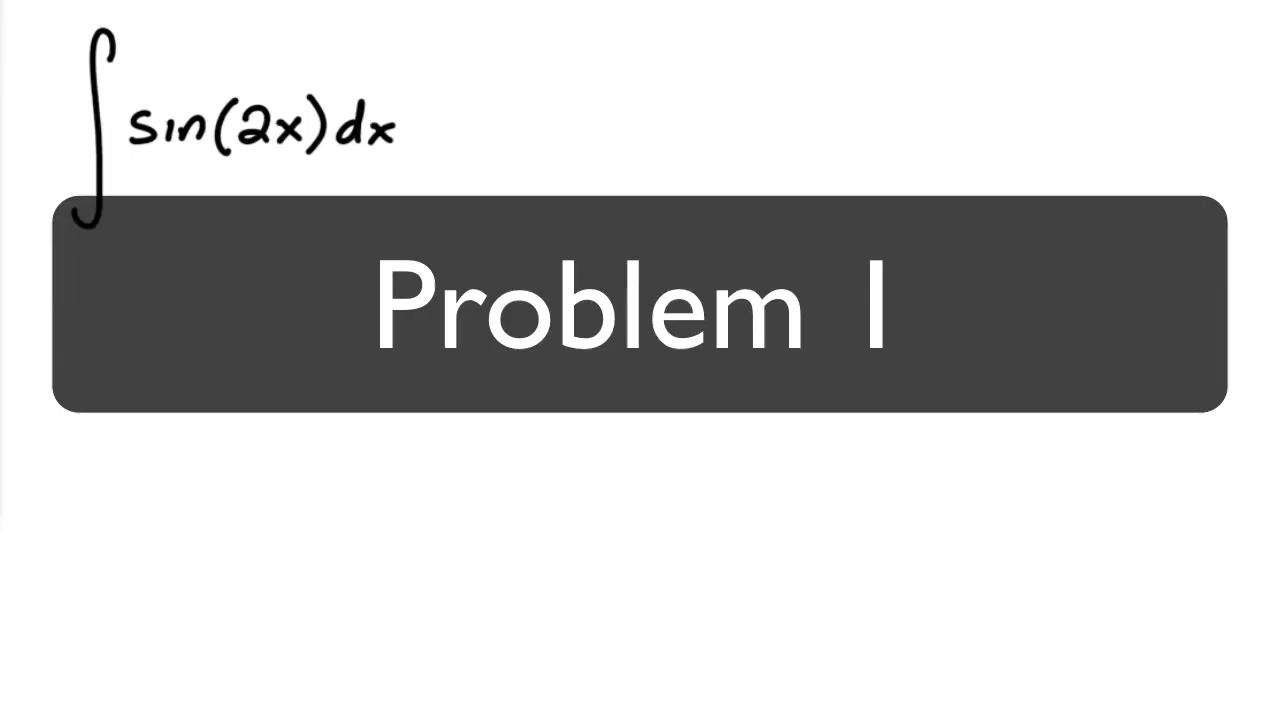 ∫ sin(2x) dx
Problem 1